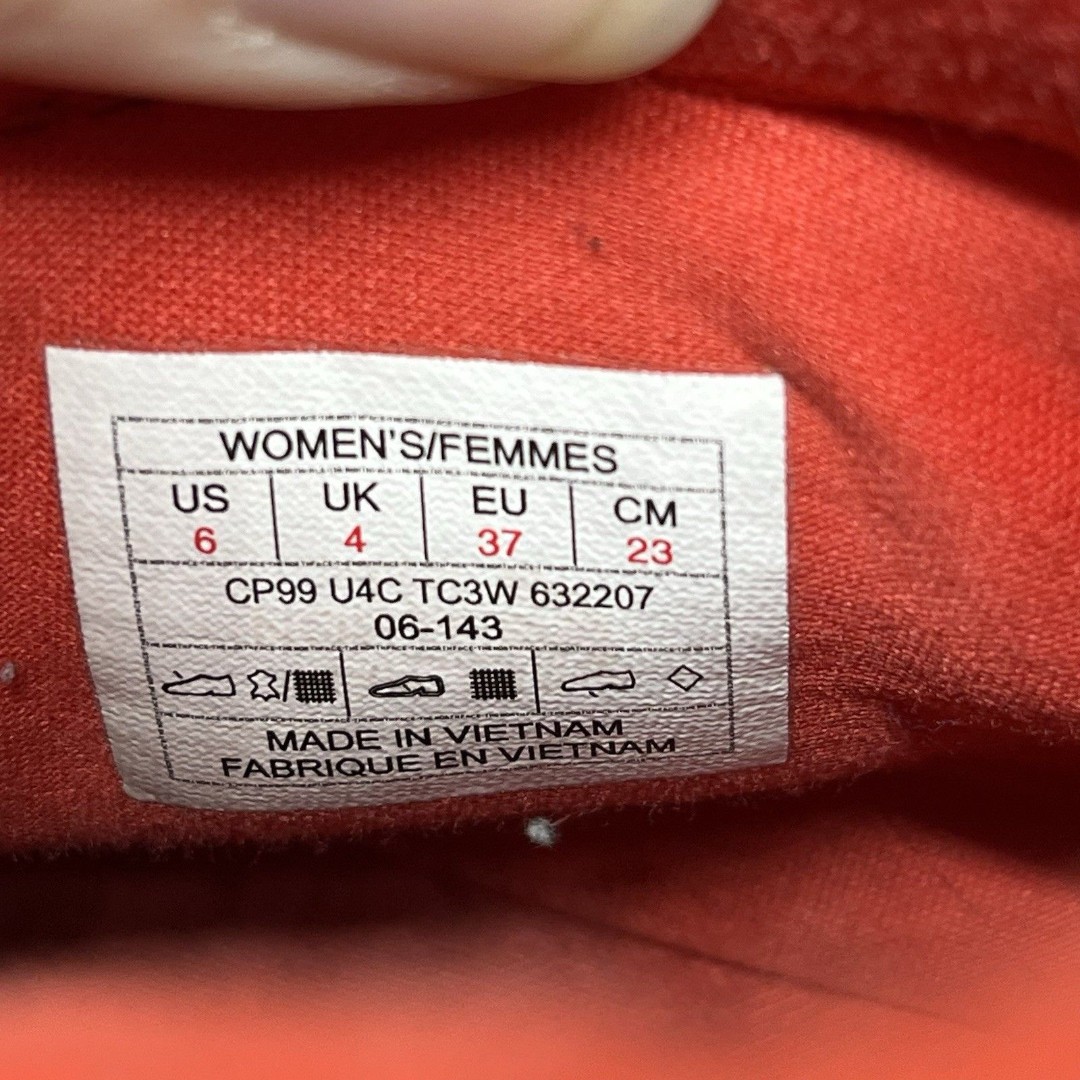 WOMEN'S/FEMMES
US UK EU CM
6 4 37 23
CP99 U4C TC3W 632207
06-143
MADE IN VIETNAM
FABRIQUE EN VIETNAM